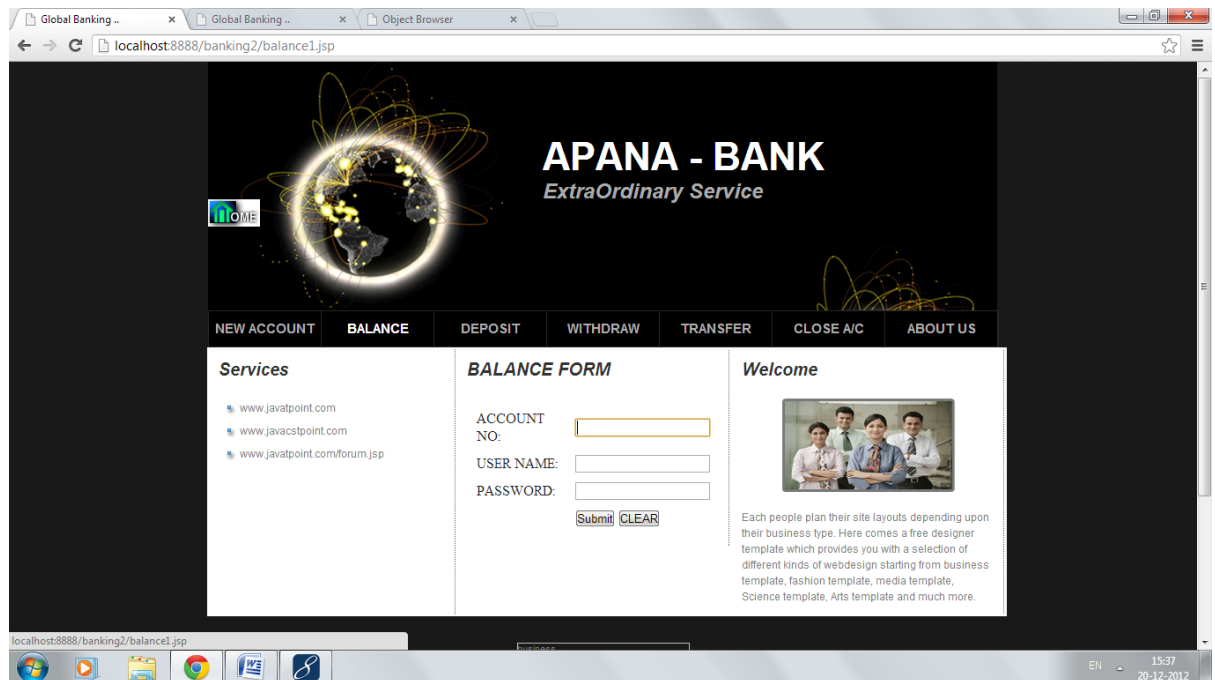 Global Banking ..
Global Banking ..
Object Browser
localhost:8888/banking2/balance1.jsp
APANA - BANK
ExtraOrdinary Service
HOME
NEW ACCOUNT BALANCE DEPOSIT WITHDRAW TRANSFER CLOSE A/C ABOUT US
Services
www.javatpoint.com
www.javacstpoint.com
www.javatpoint.com/forum.jsp
BALANCE FORM
ACCOUNT
NO:
USER NAME:
PASSWORD:
Submit CLEAR
Welcome
Each people plan their site layouts depending upon
their business type. Here comes a free designer
template which provides you with a selection of
different kinds of webdesign starting from business
template, fashion template, media template,
Science template, Arts template and much more.
business
localhost:8888/banking2/balance1.jsp
EN
15:37
20-12-2012